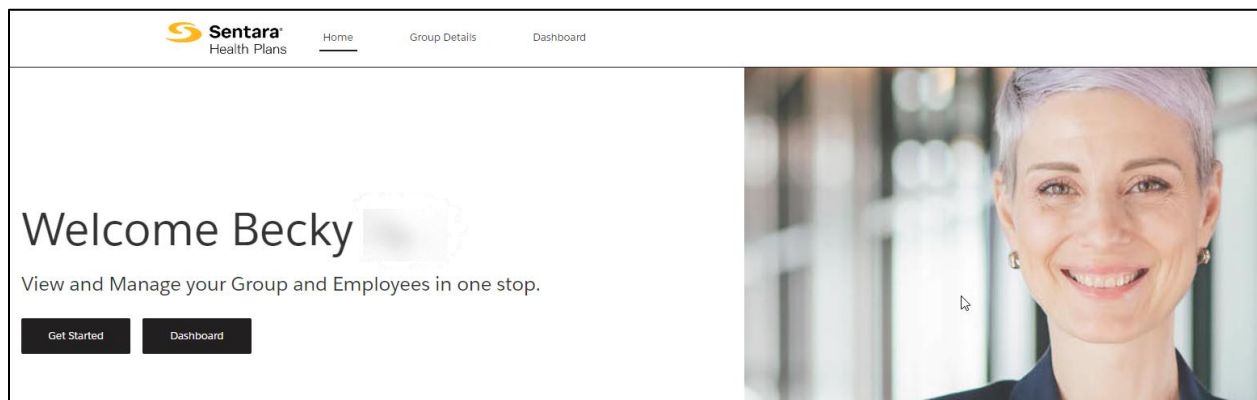 Sentara®
Health Plans
Home
Group Details
Dashboard
Welcome Becky
View and Manage your Group and Employees in one stop.
Get Started
Dashboard